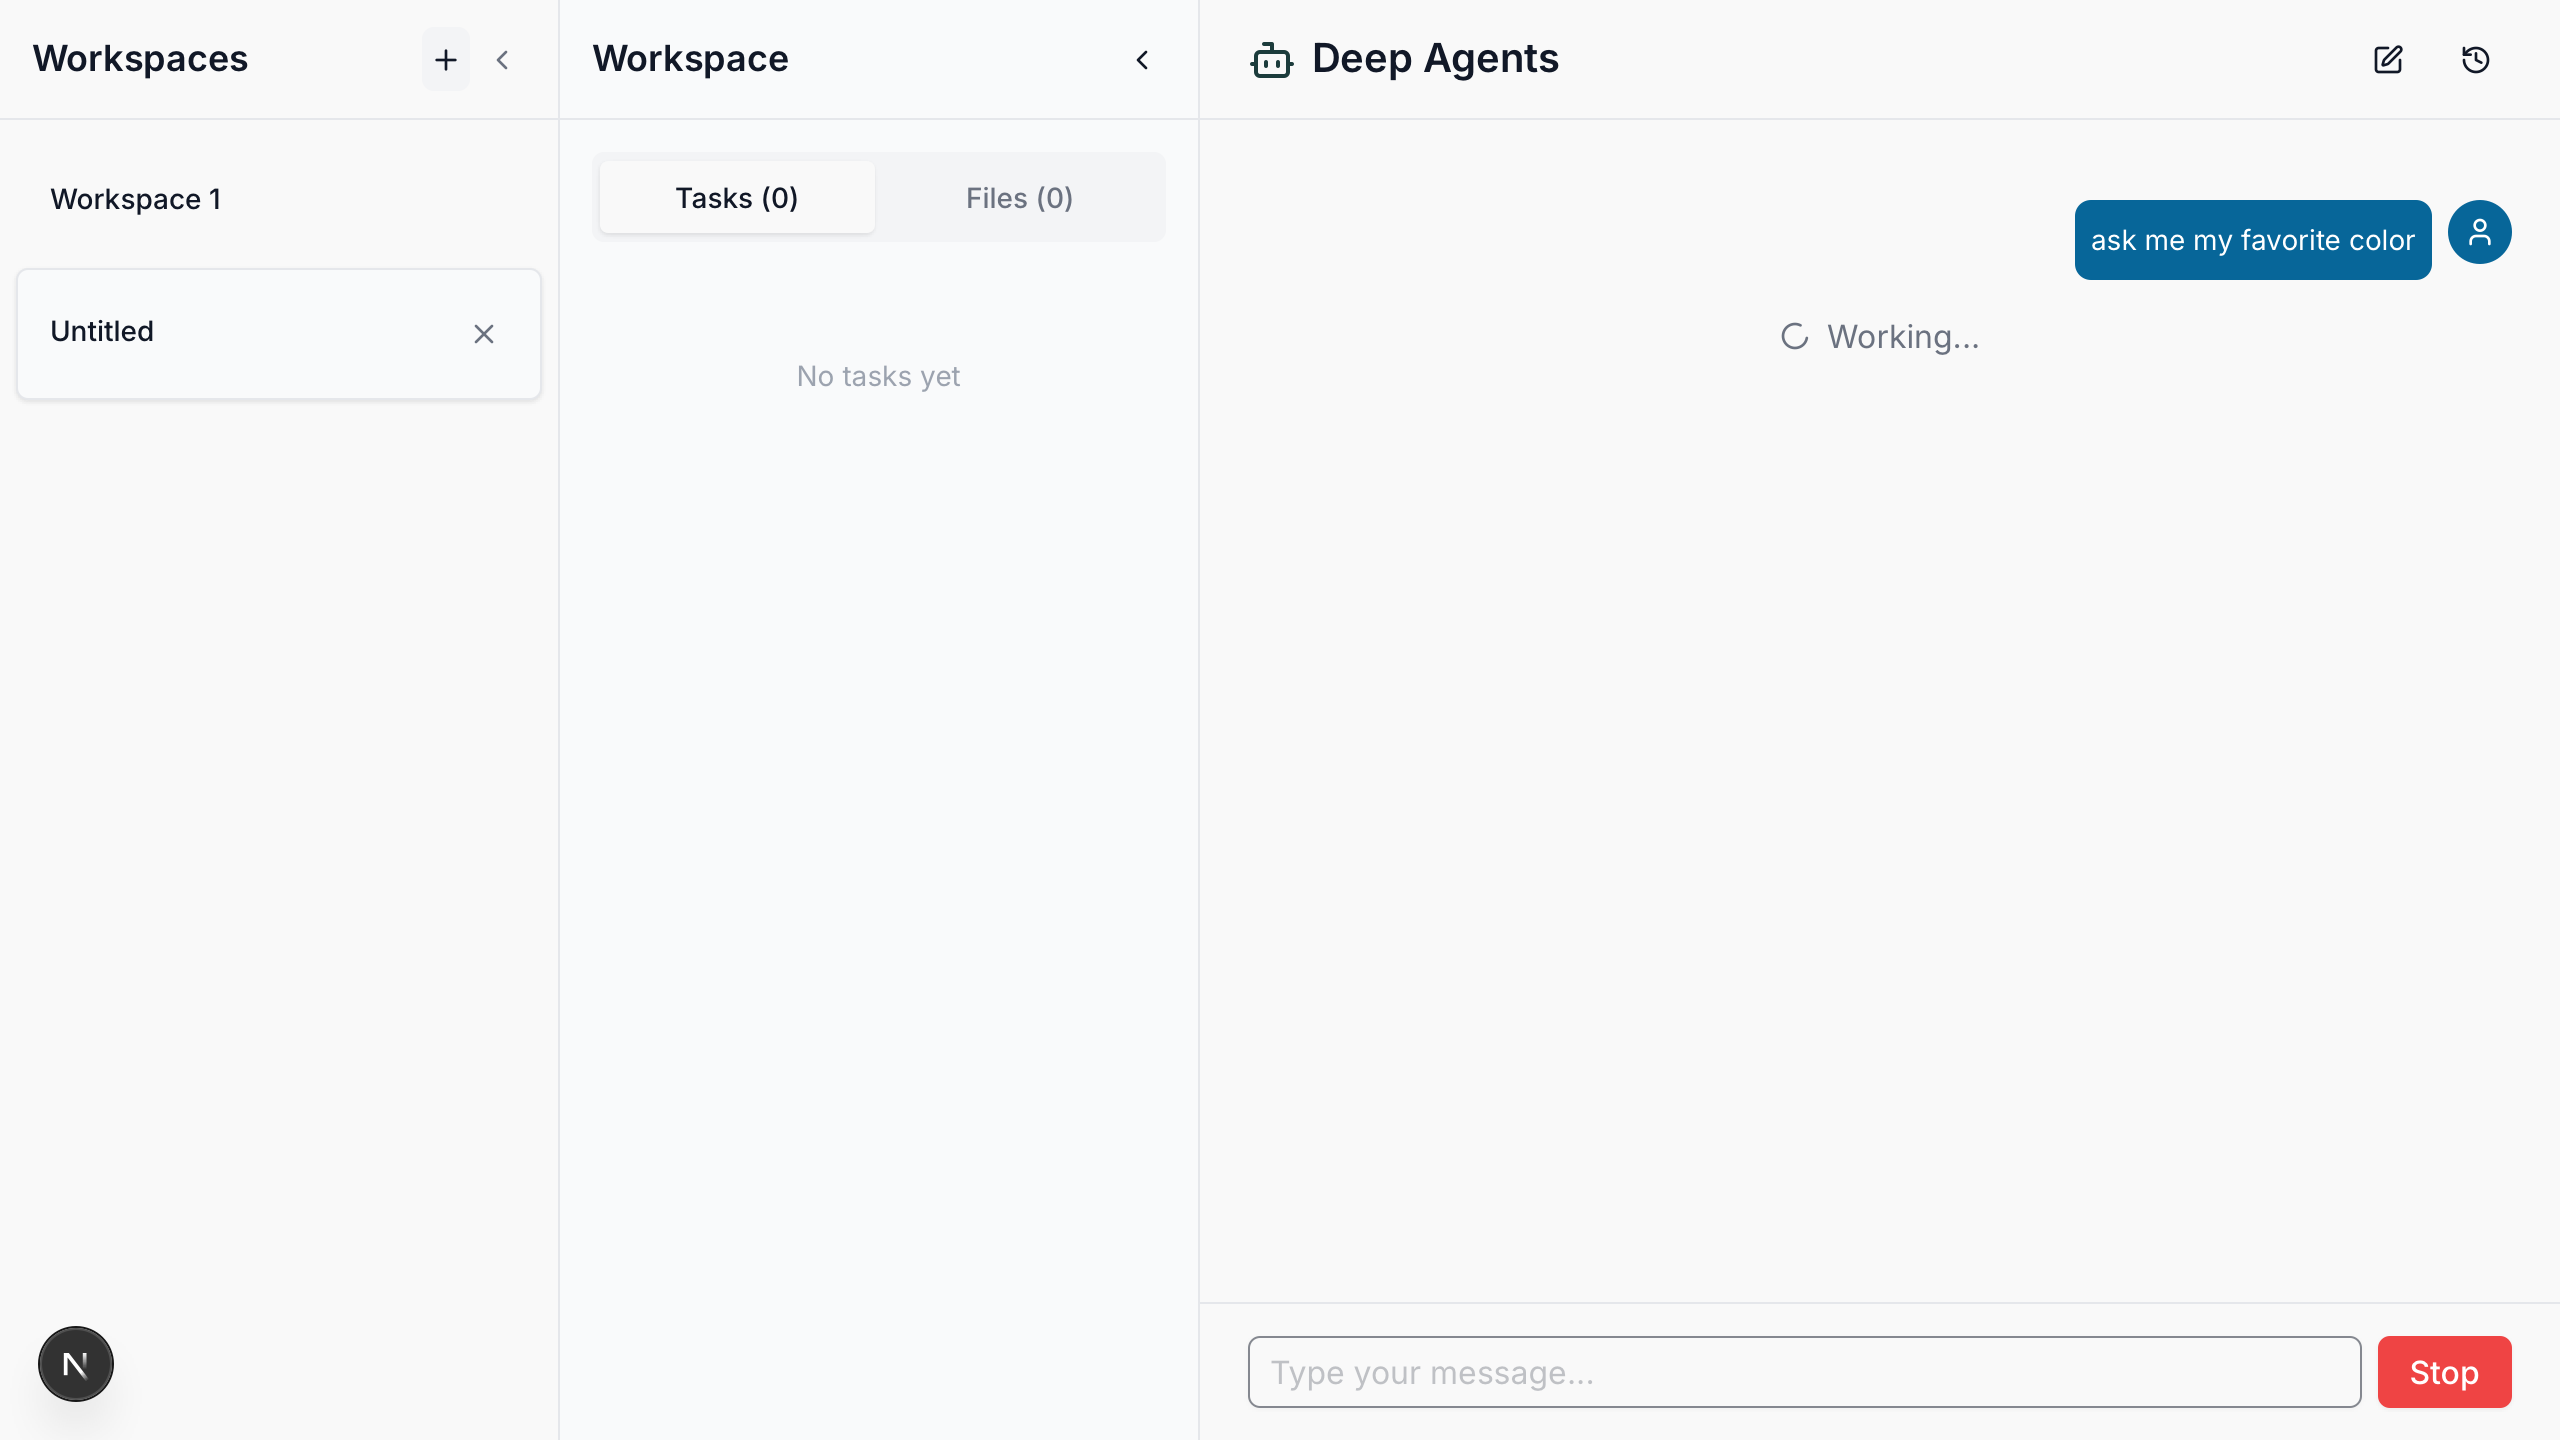 Workspaces
Workspace 1
Untitled
N
Workspace
Tasks (0)
Files (0)
No tasks yet
Deep Agents
ask me my favorite color
Working...
Type your message...
Stop